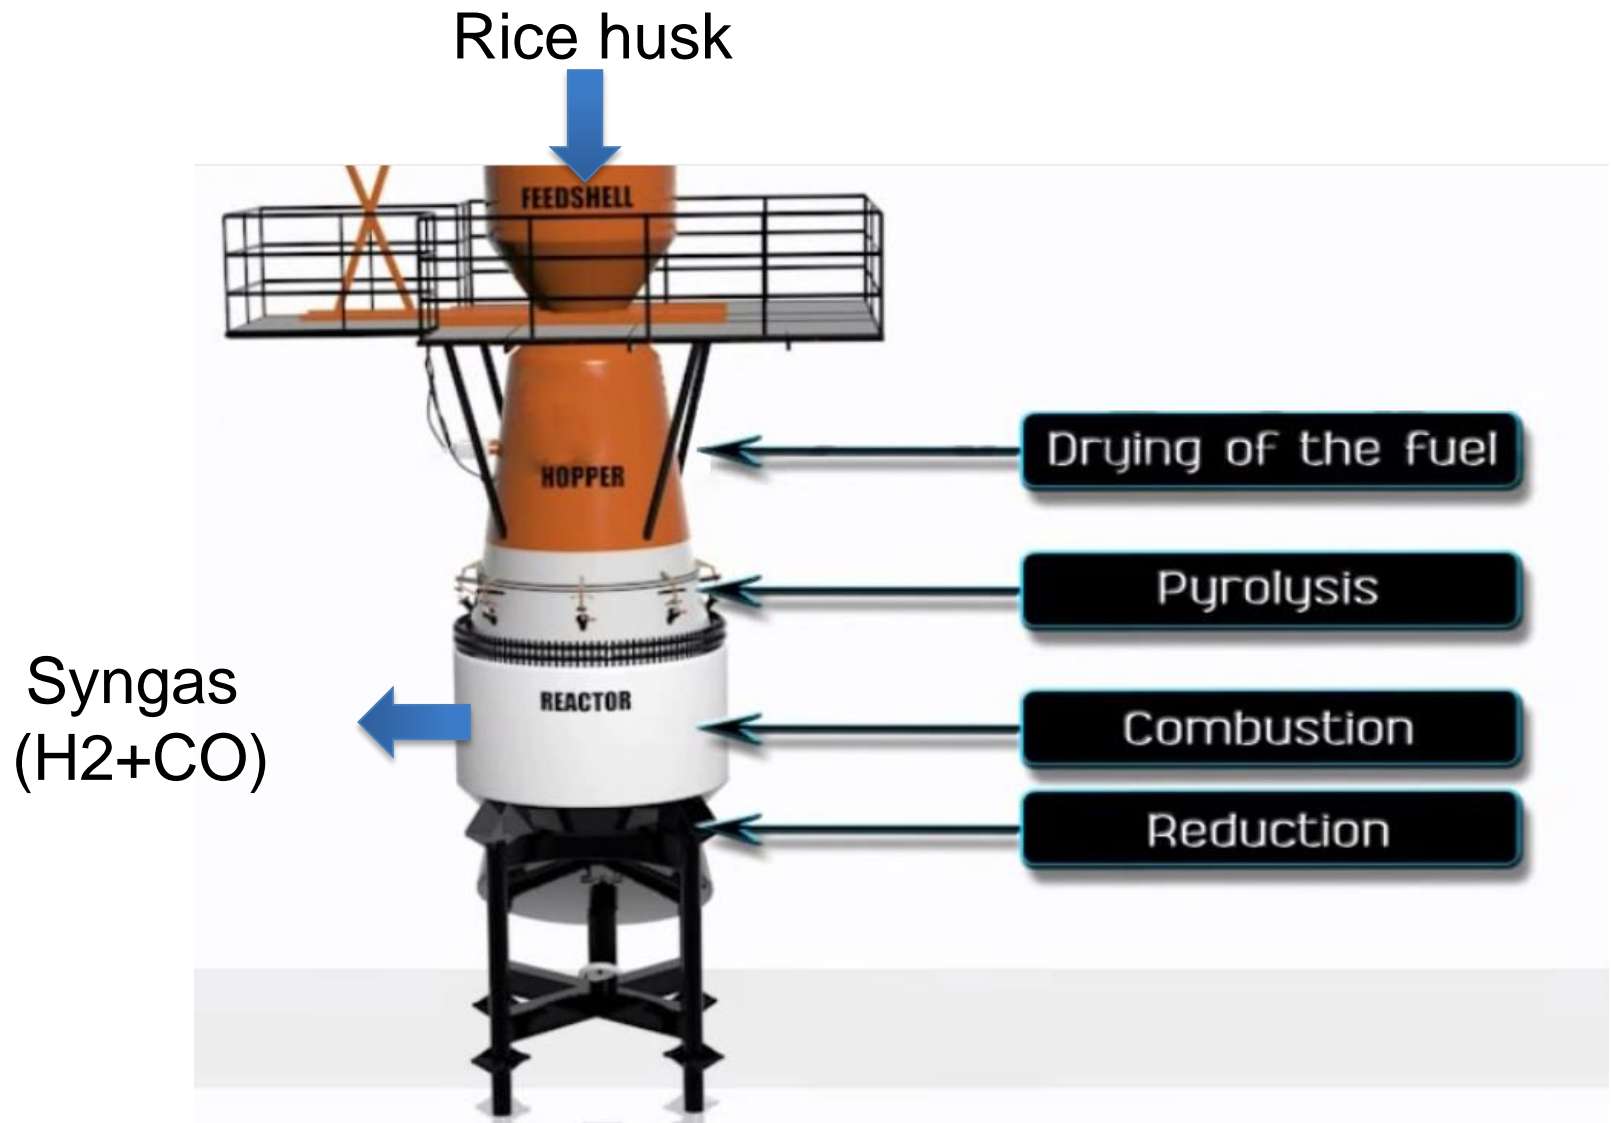 Rice husk
FEEDSHELL
Drying of the fuel
HOPPER
Pyrolysis
Syngas
(H2+CO)
REACTOR
Combustion
Reduction